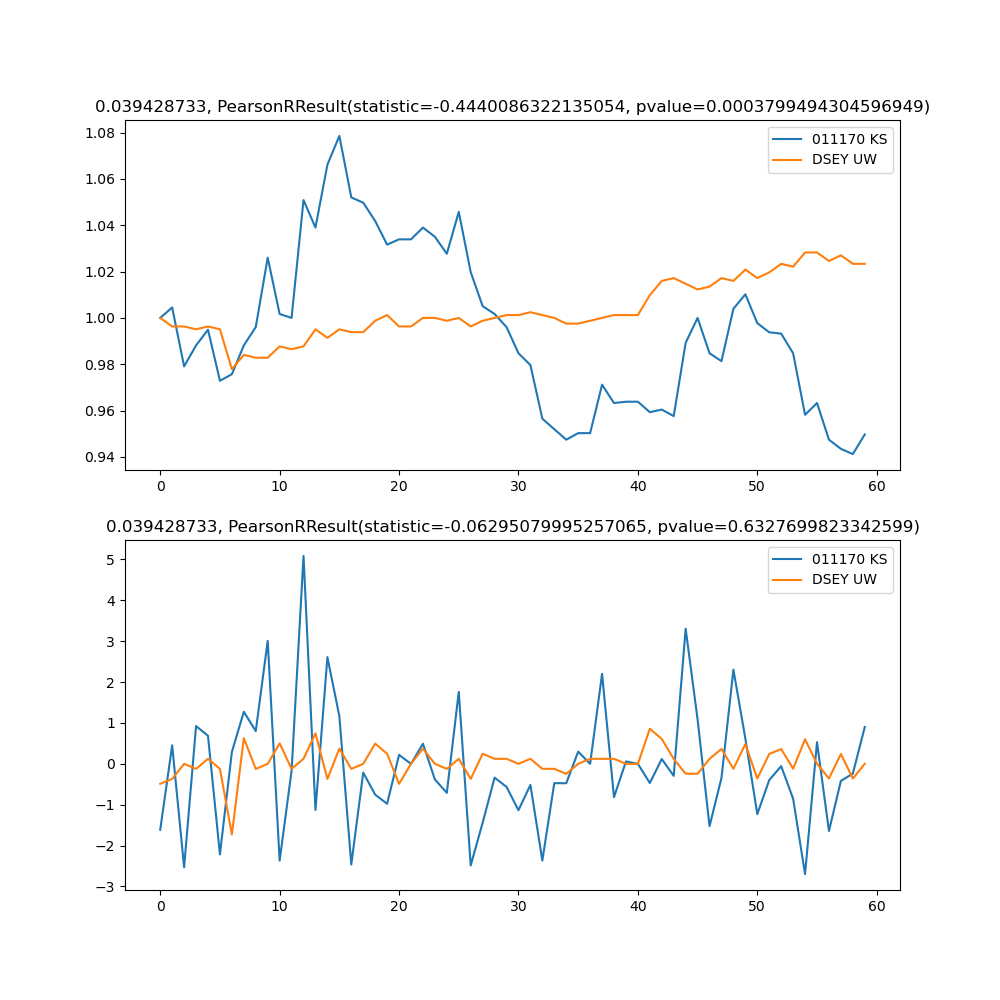 0.039428733, PearsonRResult(statistic=-0.4440086322135054, pvalue=0.0003799494304596949)
1.08
1.06
1.04
1.02
1.00
0.98
0.96
0.94
011170 KS
DSEY UW
0 10 20 30 40 50 60
0.039428733, PearsonRResult(statistic=-0.06295079995257065, pvalue=0.6327699823342599)
5
4
3
2
1
0
−1
−2
−3
011170 KS
DSEY UW
0 10 20 30 40 50 60